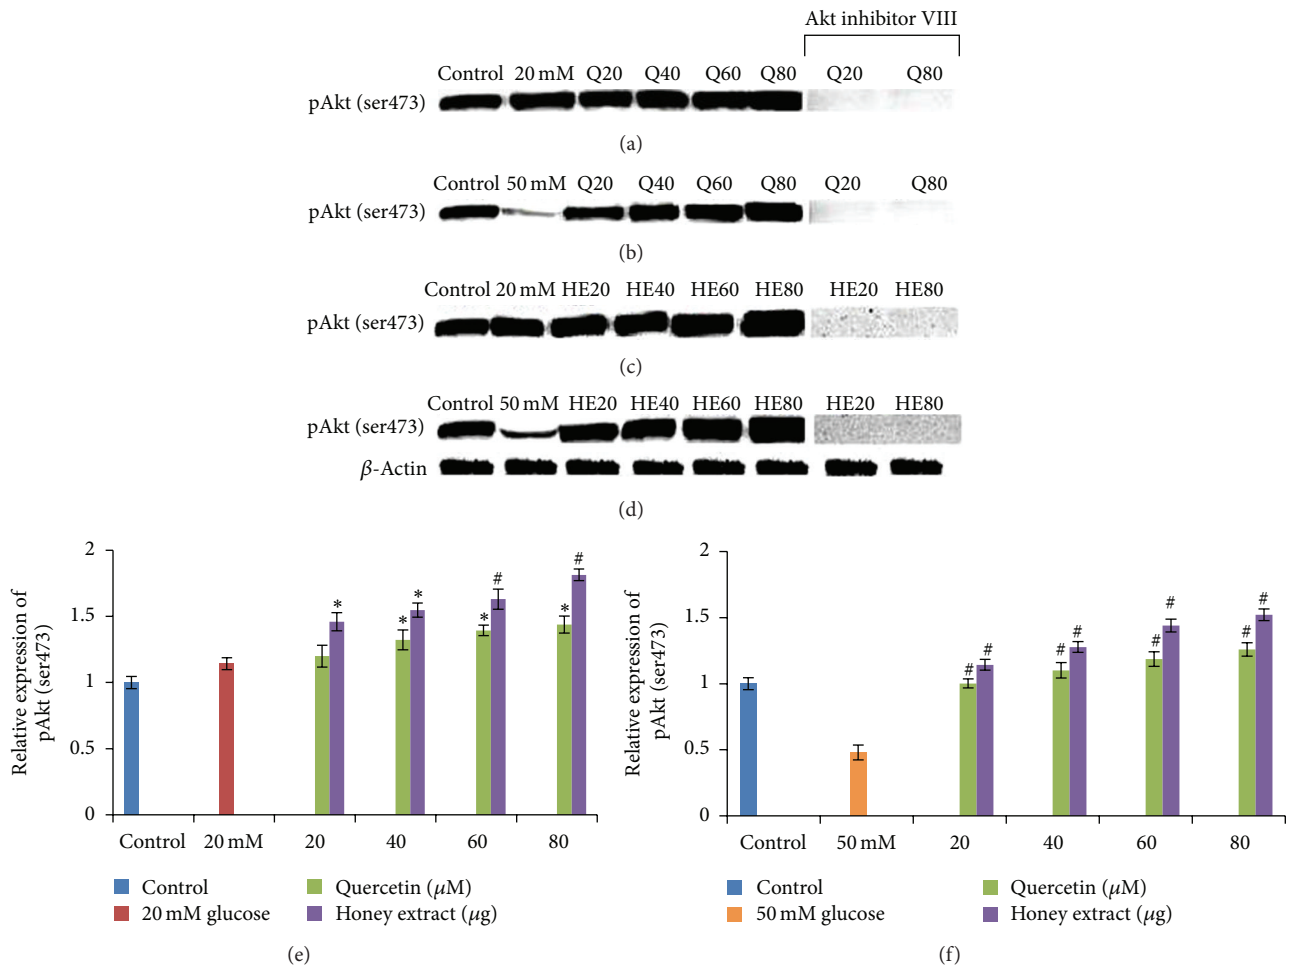 Akt inhibitor VIII
Control 20 mM Q20 Q40 Q60 Q80 Q20 Q80
pAkt (ser473)
(a)
Control 50 mM Q20 Q40 Q60 Q80 Q20 Q80
pAkt (ser473)
(b)
Control 20 mM HE20 HE40 HE60 HE80 HE20 HE80
pAkt (ser473)
(c)
Control 50 mM HE20 HE40 HE60 HE80 HE20 HE80
pAkt (ser473)
β-Actin
(d)
Relative expression of
pAkt (ser473)
2
1.5
1
0.5
0
* * * # * # *
Control 20 mM 20 40 60 80
Control
20 mM glucose
Quercetin (μM)
Honey extract (μg)
(e)
Relative expression of
pAkt (ser473)
2
1.5
1
0.5
0
# # # # # # # #
Control 50 mM 20 40 60 80
Control
50 mM glucose
Quercetin (μM)
Honey extract (μg)
(f)